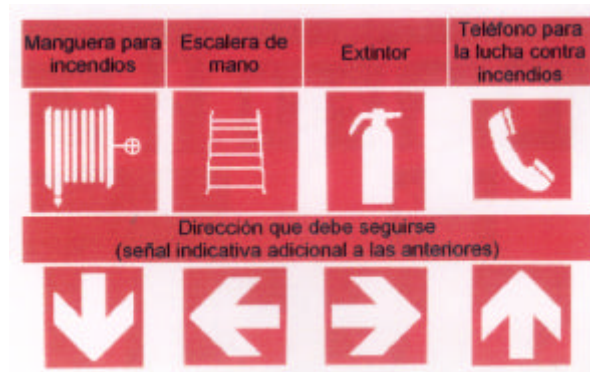 Manguera para
incendios
Escalera de
mano
Extintor
Teléfono para
la lucha contra
incendios
Dirección que debe seguirse
(señal indicativa adicional a las anteriores)